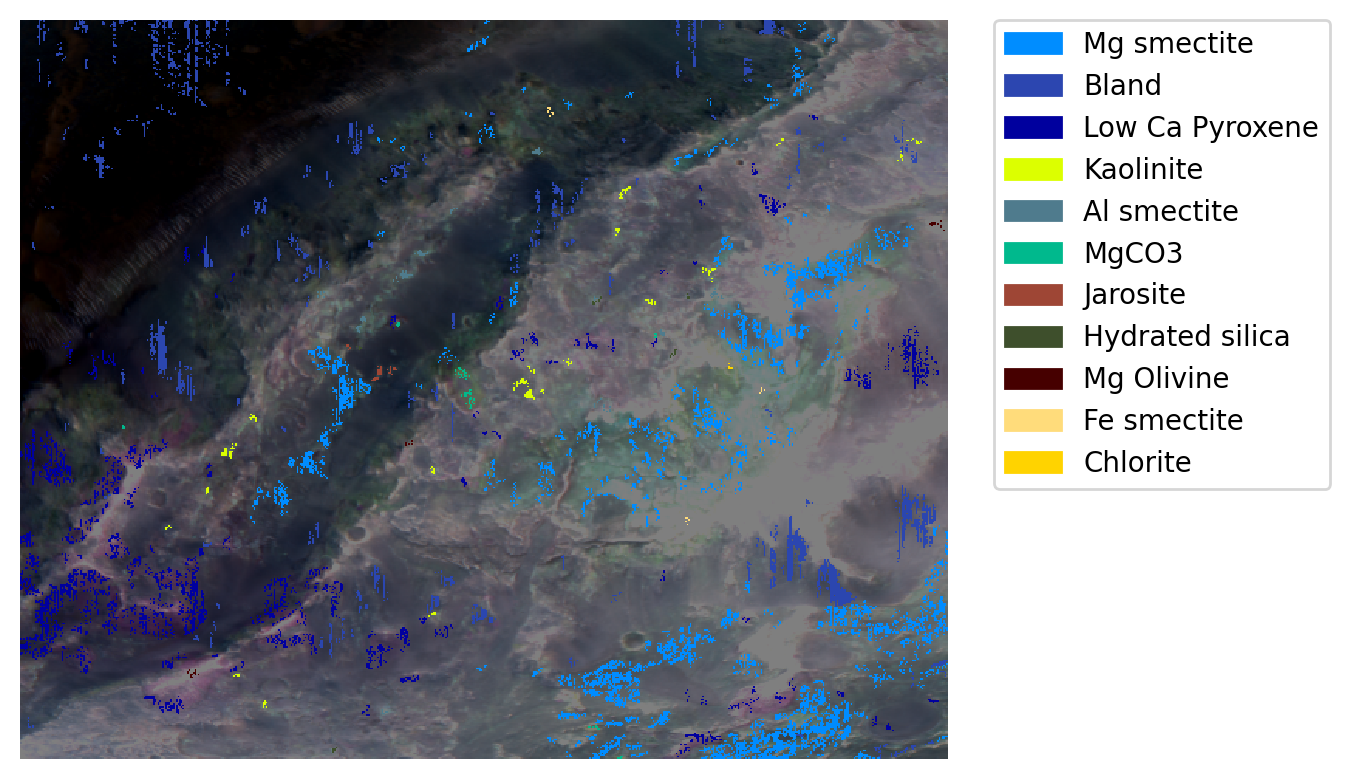 Mg smectite
Bland
Low Ca Pyroxene
Kaolinite
Al smectite
MgCO3
Jarosite
Hydrated silica
Mg Olivine
Fe smectite
Chlorite